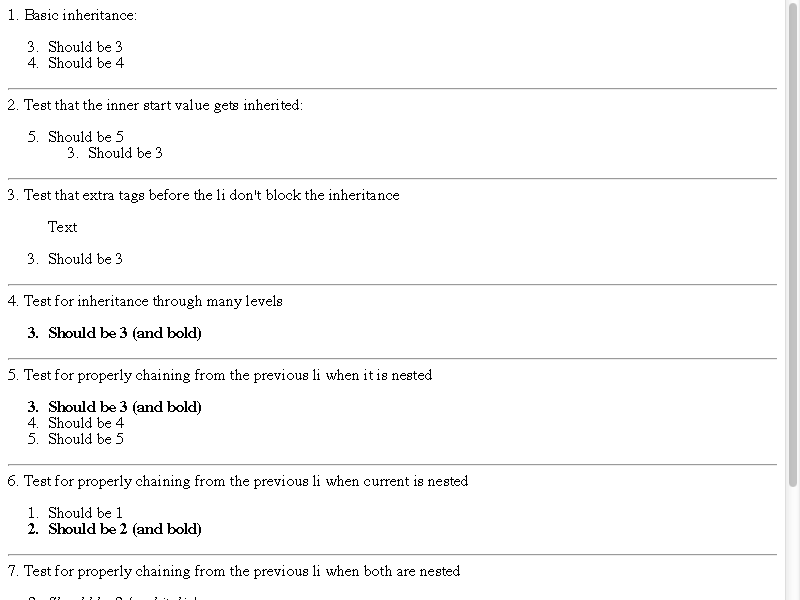 1. Basic inheritance:
3. Should be 3
4. Should be 4
2. Test that the inner start value gets inherited:
5. Should be 5
3. Should be 3
3. Test that extra tags before the li don't block the inheritance
Text
3. Should be 3
4. Test for inheritance through many levels
3. Should be 3 (and bold)
5. Test for properly chaining from the previous li when it is nested
3. Should be 3 (and bold)
4. Should be 4
5. Should be 5
6. Test for properly chaining from the previous li when current is nested
1. Should be 1
2. Should be 2 (and bold)
7. Test for properly chaining from the previous li when both are nested